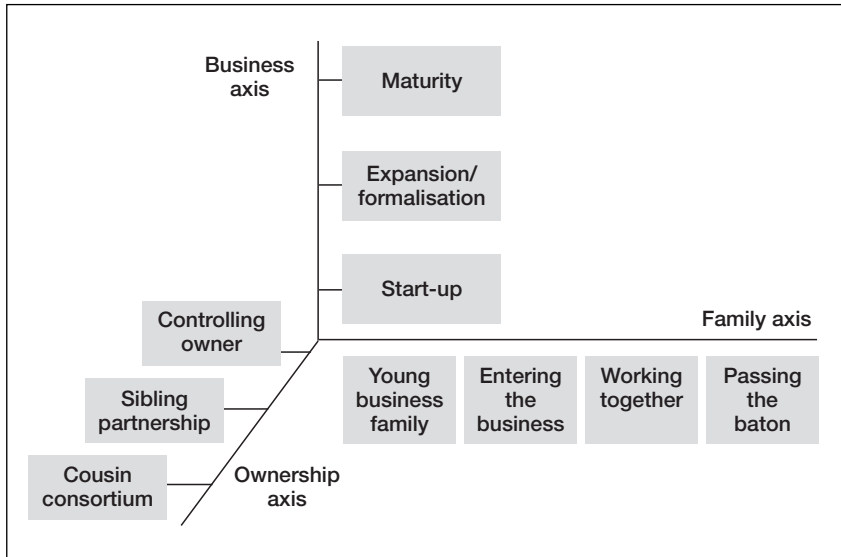 Business
axis
Maturity
Expansion/
formalisation
Start-up
Controlling
owner
Family axis
Young
business
family
Entering
the
business
Working
together
Passing
the
baton
Sibling
partnership
Cousin
consortium
Ownership
axis